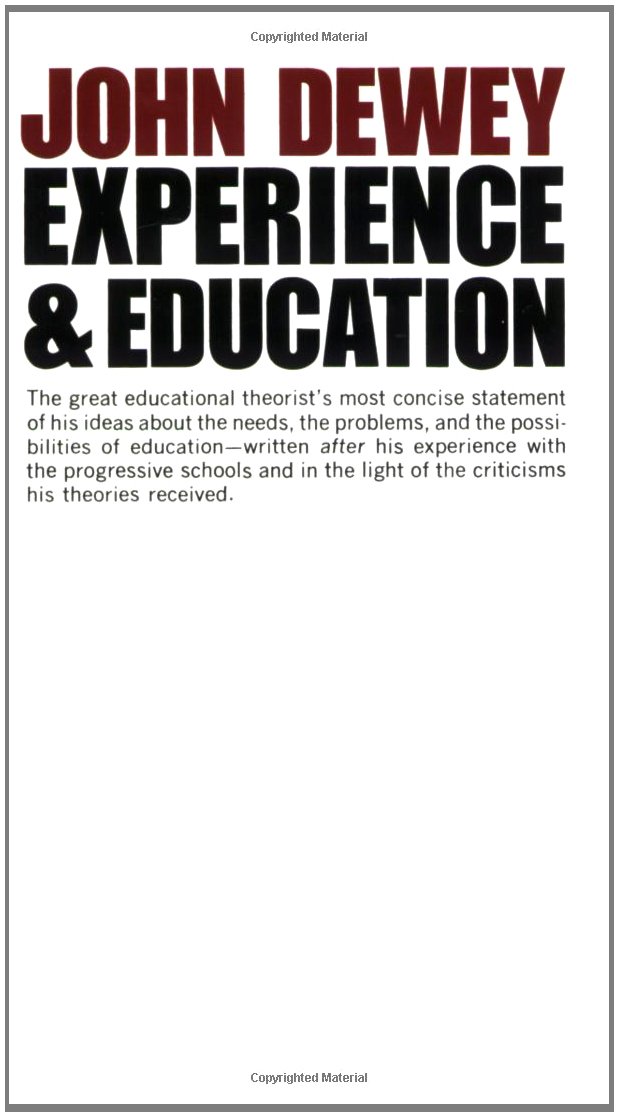 Copyrighted Material
JOHN DEWEY
EXPERIENCE
& EDUCATION
The great educational theorist's most concise statement
of his ideas about the needs, the problems, and the possi-
bilities of education—written after his experience with
the progressive schools and in the light of the criticisms
his theories received.
Copyrighted Material